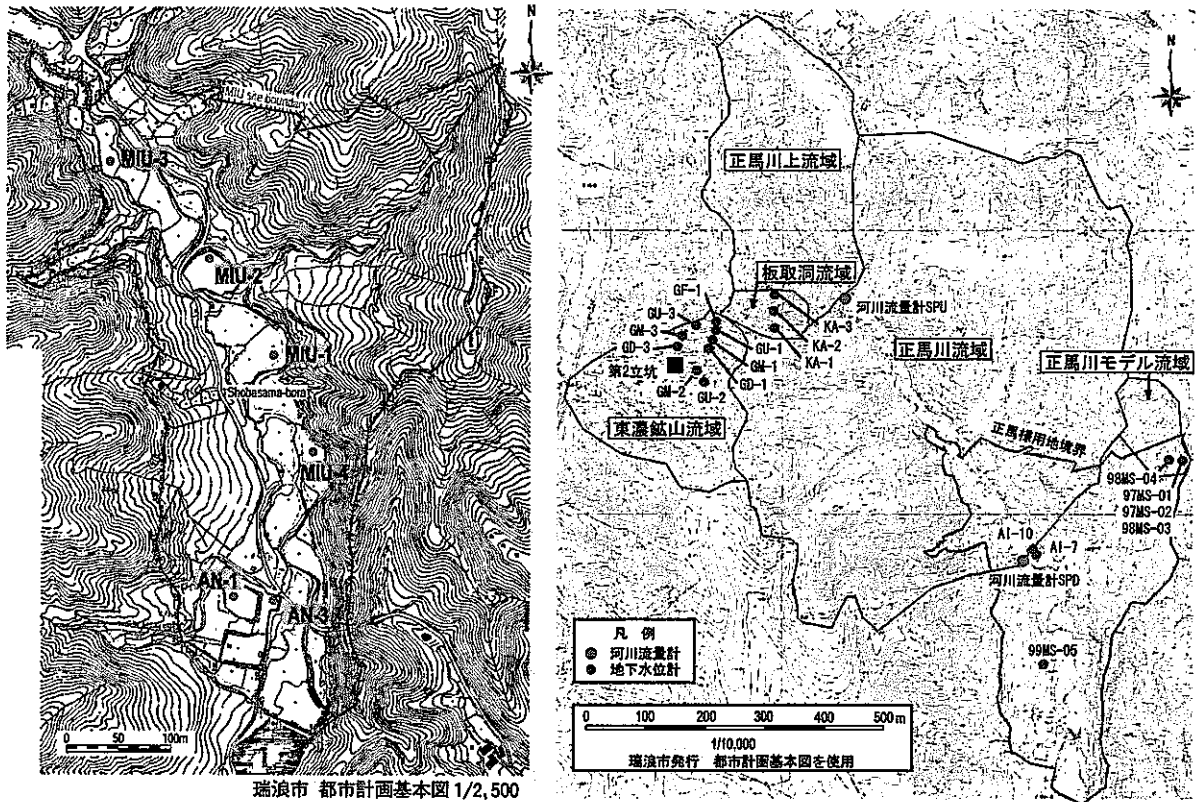 N
MIU site boundary
MIU-3
MIU-2
MIU-1
Shobasama-bora
MIU-4
AN-1
AN-3
0 50 100m
瑞浪市 都市計画基本図 1/2,500
N
正馬川上流域
板取洞流域
GF-1
GU-3
GM-3
GD-3
第2立坑
GM-2
GU-2
GU-1
GM-1
GD-1
KA-3
KA-2
KA-1
河川流量計SPU
正馬川流域
正馬川モデル流域
東濃鉱山流域
正馬様用地境界
98MS-04
97MS-01
97MS-02
98MS-03
AI-10
AI-7
河川流量計SPD
99MS-05
凡 例
河川流量計
地下水位計
0 100 200 300 400 500m
1/10,000
瑞浪市発行 都市計画基本図を使用